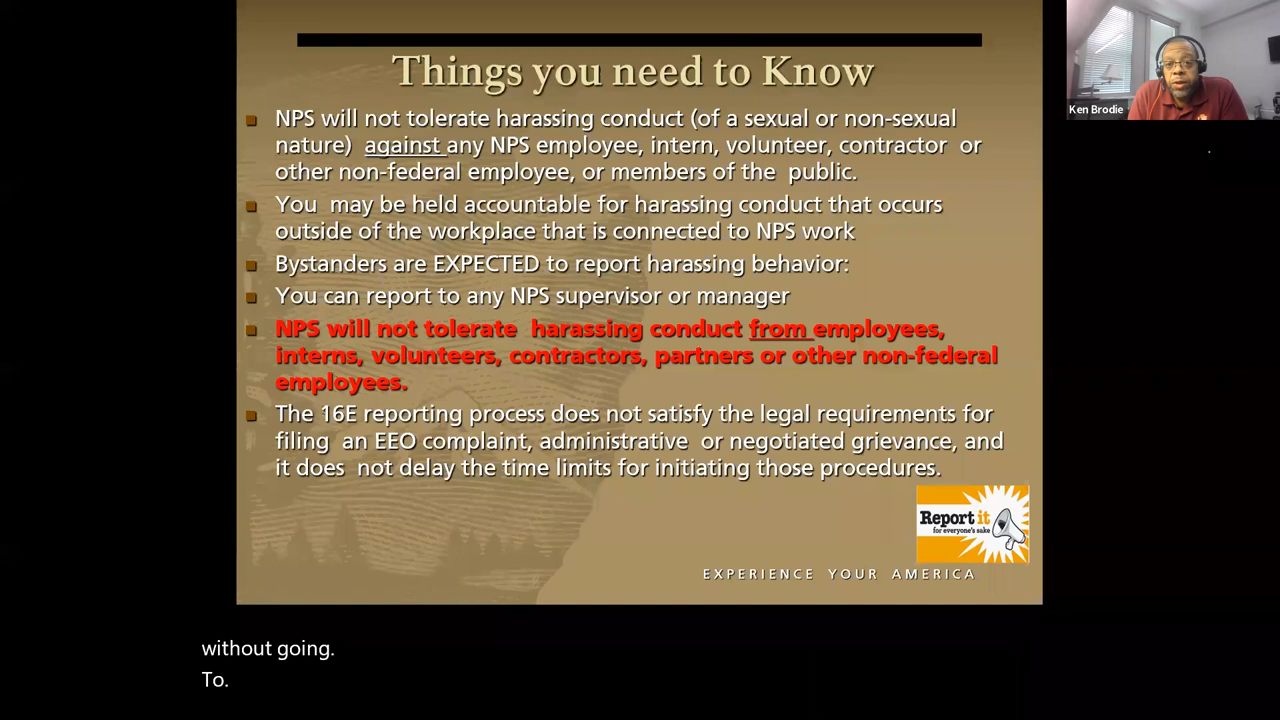 Things you need to Know
NPS will not tolerate harassing conduct (of a sexual or non-sexual
nature) against any NPS employee, intern, volunteer, contractor or
other non-federal employee, or members of the public.
You may be held accountable for harassing conduct that occurs
outside of the workplace that is connected to NPS work
Bystanders are EXPECTED to report harassing behavior:
You can report to any NPS supervisor or manager
NPS will not tolerate harassing conduct from employees,
interns, volunteers, contractors, partners or other non-federal
employees.
The 16E reporting process does not satisfy the legal requirements for
filing an EEO complaint, administrative or negotiated grievance, and
it does not delay the time limits for initiating those procedures.
Report it
for everyone's sake
EXPERIENCE YOUR AMERICA
Ken Brodie
without going.
To.